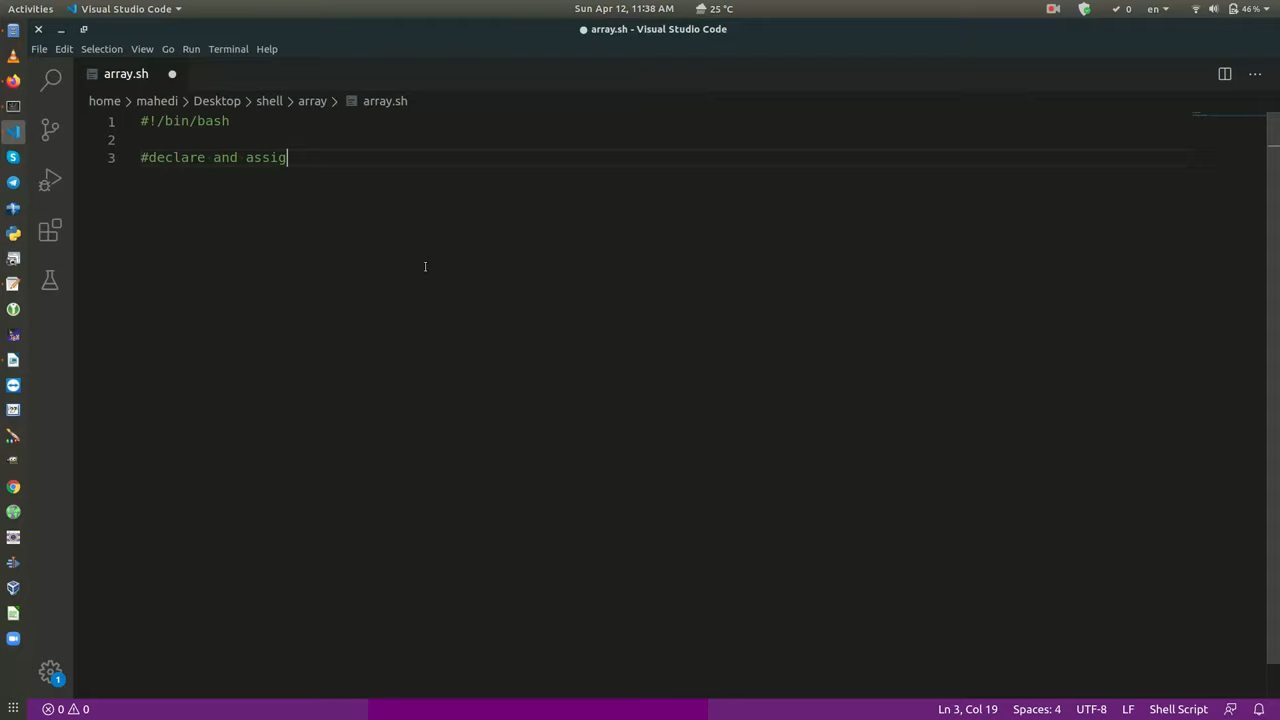 Activities Visual Studio Code Sun Apr 12, 11:38 AM 25 °C 0 en 46 %
array.sh - Visual Studio Code
File Edit Selection View Go Run Terminal Help
array.sh
home > mahedi > Desktop > shell > array > array.sh
1 #!/bin/bash
2
3 #declare and assig
1
0 0 Ln 3, Col 19 Spaces: 4 UTF-8 LF Shell Script